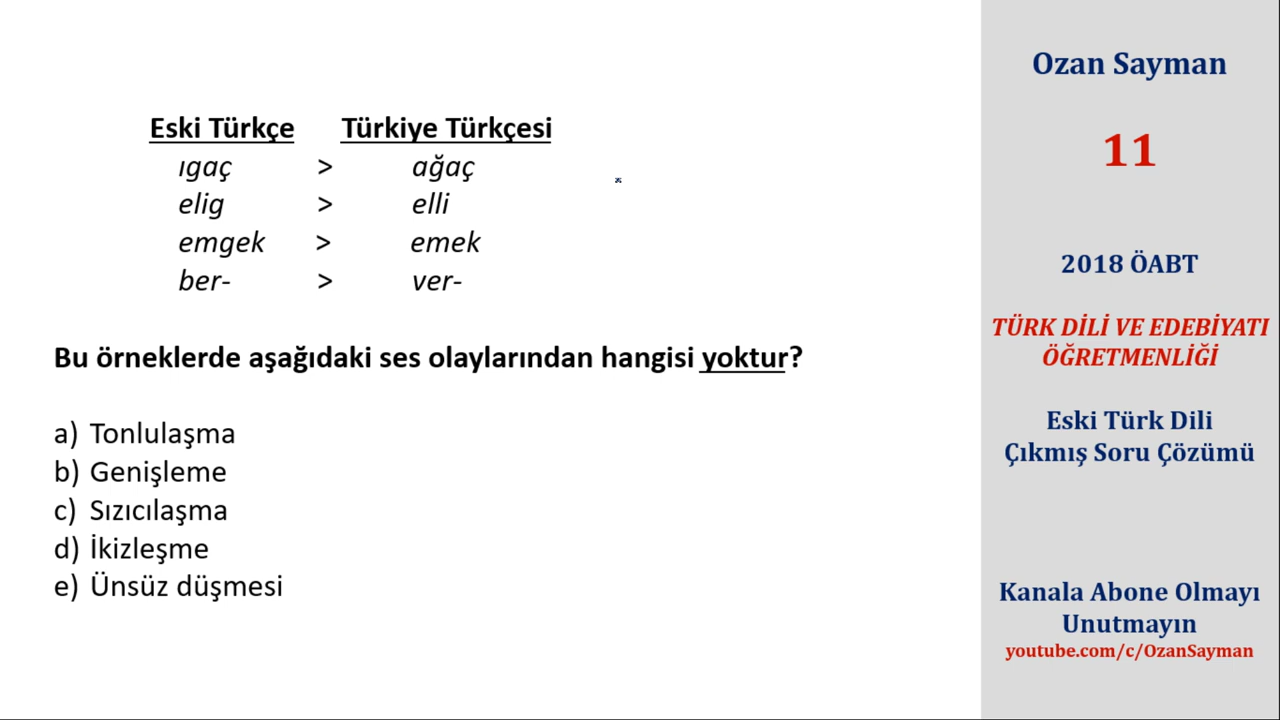 Eski Türkçe Türkiye Türkçesi
ıgaç > ağaç
elig > elli
emgek > emek
ber- > ver-
Bu örneklerde aşağıdaki ses olaylarından hangisi yoktur?
a) Tonlulaşma
b) Genişleme
c) Sızıcılaşma
d) İkizleşme
e) Ünsüz düşmesi
Ozan Sayman
11
2018 ÖABT
TÜRK DİLİ VE EDEBİYATI
ÖĞRETMENLİĞİ
Eski Türk Dili
Çıkmış Soru Çözümü
Kanala Abone Olmayı
Unutmayın
youtube.com/c/OzanSayman